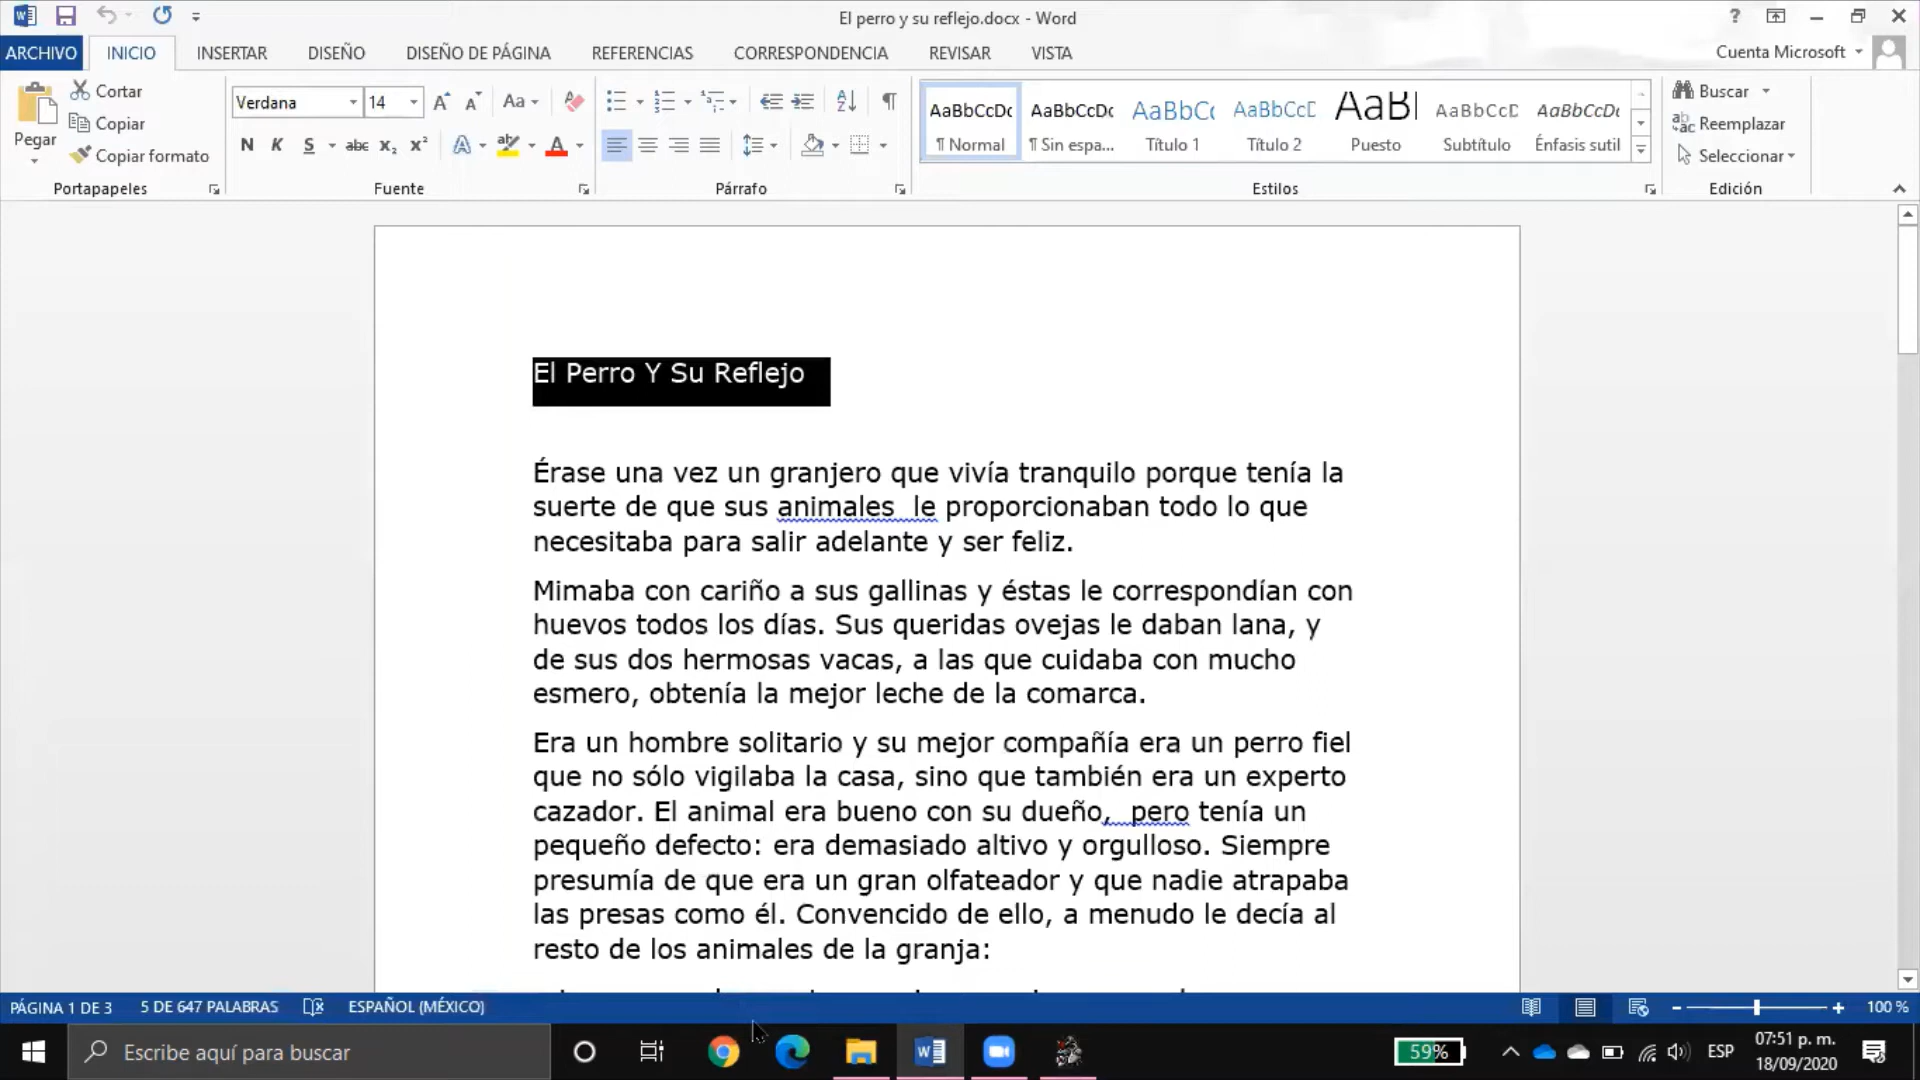 El perro y su reflejo.docx - Word
?
ARCHIVO INICIO INSERTAR DISEÑO DISEÑO DE PÁGINA REFERENCIAS CORRESPONDENCIA REVISAR VISTA Cuenta Microsoft
Pegar
Cortar
Copiar
Copiar formato
Portapapeles
Verdana 14 Aa
N K S abc x₂ x² A ab A
Fuente
Párrafo
AaBbCcDc AaBbCcDc AaBbC AaBbCcD AaB AaBbCcD AaBbCcDc
¶ Normal ¶ Sin espa... Título 1 Título 2 Puesto Subtítulo Énfasis sutil
Estilos
Buscar
Reemplazar
Seleccionar
Edición
El Perro Y Su Reflejo
Érase una vez un granjero que vivía tranquilo porque tenía la
suerte de que sus animales le proporcionaban todo lo que
necesitaba para salir adelante y ser feliz.
Mimaba con cariño a sus gallinas y éstas le correspondían con
huevos todos los días. Sus queridas ovejas le daban lana, y
de sus dos hermosas vacas, a las que cuidaba con mucho
esmero, obtenía la mejor leche de la comarca.
Era un hombre solitario y su mejor compañía era un perro fiel
que no sólo vigilaba la casa, sino que también era un experto
cazador. El animal era bueno con su dueño, pero tenía un
pequeño defecto: era demasiado altivo y orgulloso. Siempre
presumía de que era un gran olfateador y que nadie atrapaba
las presas como él. Convencido de ello, a menudo le decía al
resto de los animales de la granja:
PÁGINA 1 DE 3 5 DE 647 PALABRAS ESPAÑOL (MÉXICO) 100 %
Escribe aquí para buscar
59% ESP
07:51 p. m.
18/09/2020